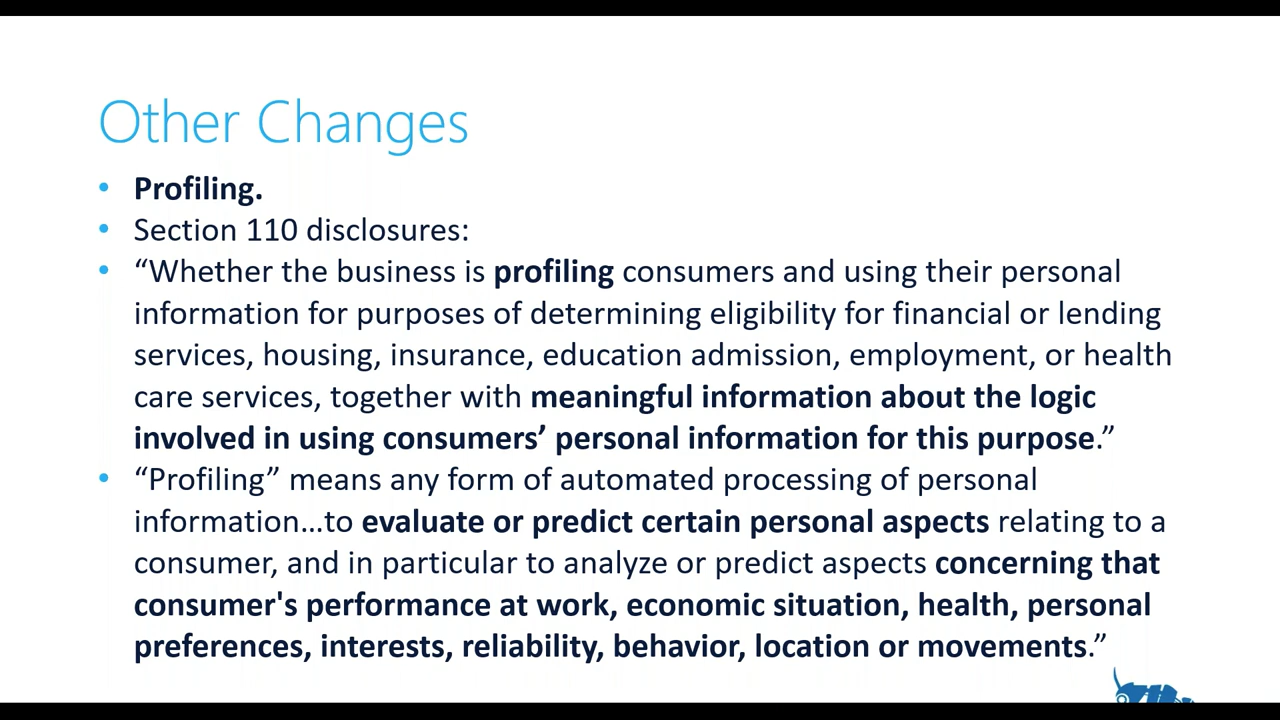 Other Changes
• Profiling.
• Section 110 disclosures:
• “Whether the business is profiling consumers and using their personal
information for purposes of determining eligibility for financial or lending
services, housing, insurance, education admission, employment, or health
care services, together with meaningful information about the logic
involved in using consumers’ personal information for this purpose.”
• “Profiling” means any form of automated processing of personal
information…to evaluate or predict certain personal aspects relating to a
consumer, and in particular to analyze or predict aspects concerning that
consumer's performance at work, economic situation, health, personal
preferences, interests, reliability, behavior, location or movements.”